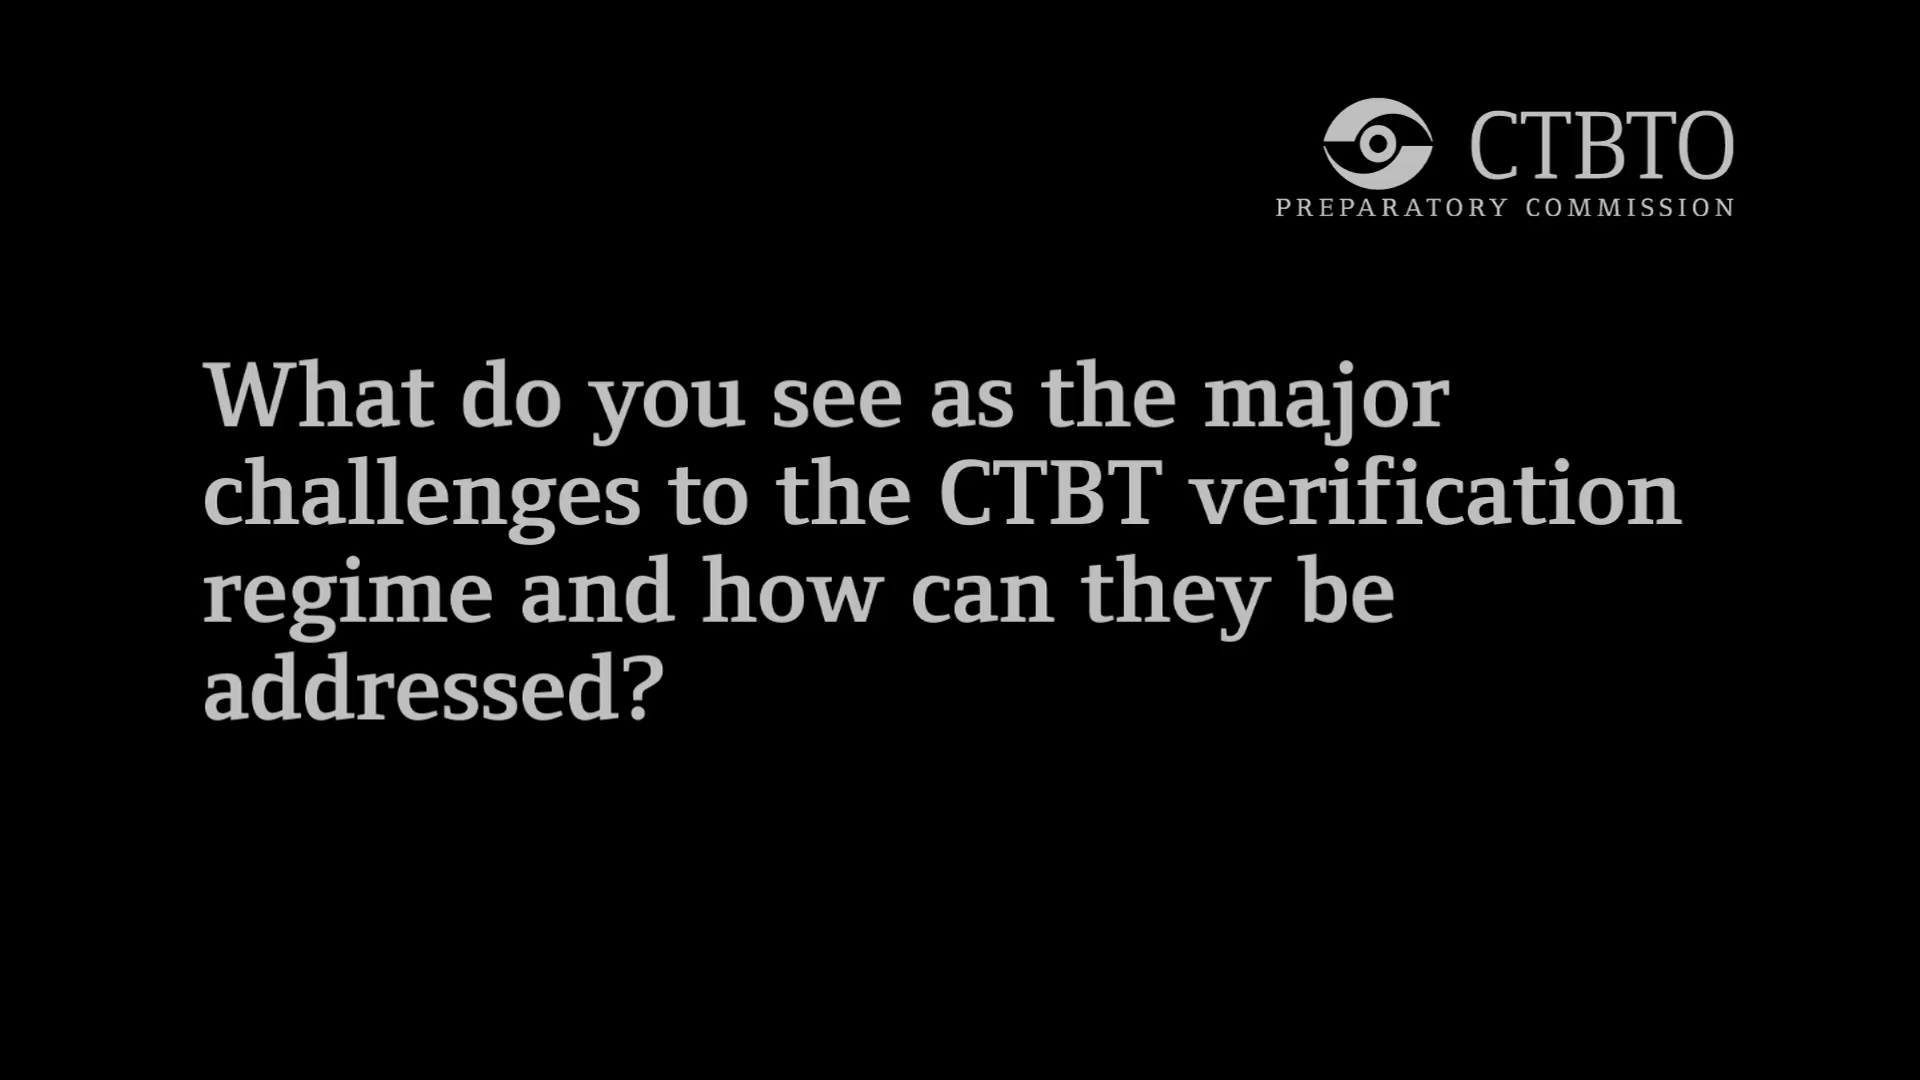 CTBTO
PREPARATORY COMMISSION
What do you see as the major
challenges to the CTBT verification
regime and how can they be
addressed?